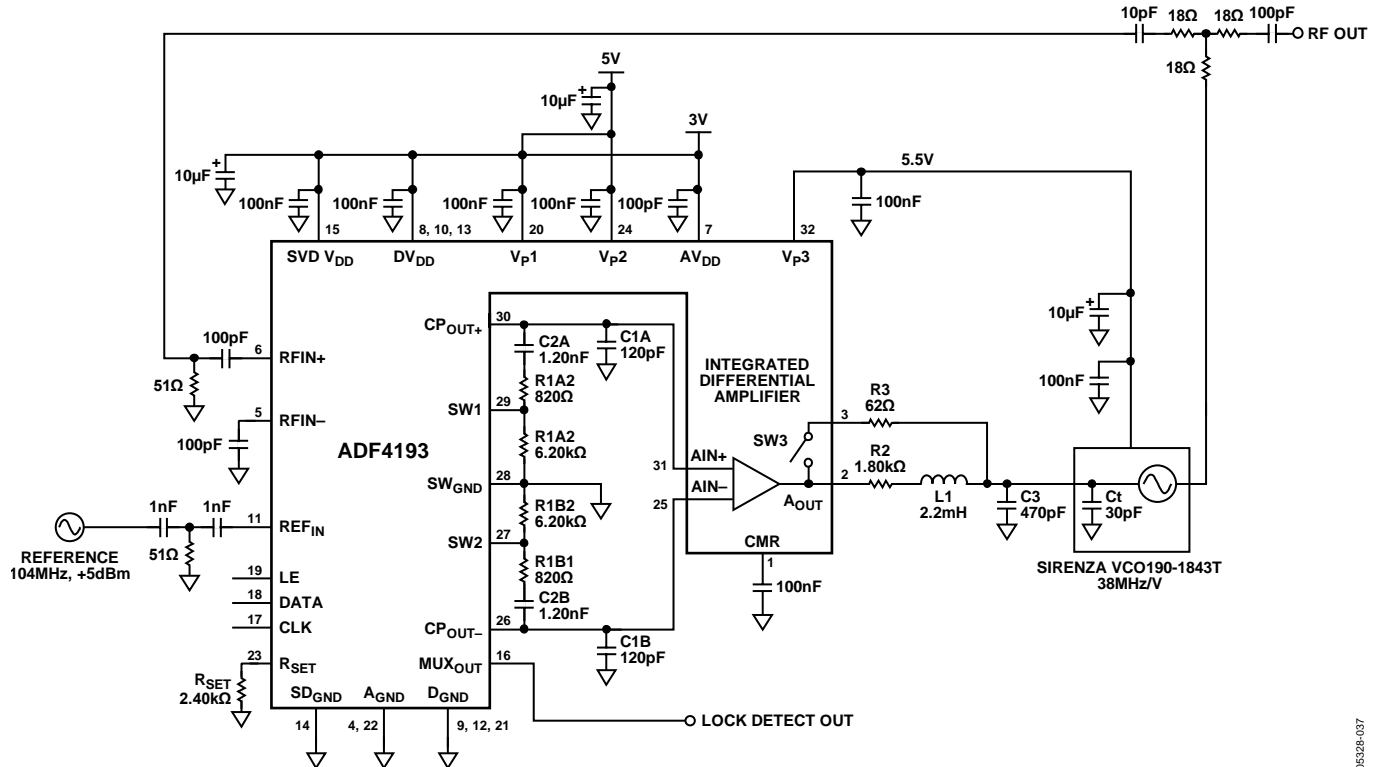 10pF 18Ω 18Ω 100pF
RF OUT
18Ω
5V
10µF +
3V
10µF +
5.5V
100nF 100nF 100nF 100nF 100pF 100nF
15 8, 10, 13 20 24 7 32
SVD VDD DVDD VP1 VP2 AVDD VP3
10µF +
100nF
100pF
6 RFIN+
51Ω
5 RFIN–
100pF
ADF4193
1nF 1nF
11 REFIN
51Ω
REFERENCE
104MHz, +5dBm
19 LE
18 DATA
17 CLK
23 RSET
RSET
2.40kΩ
CPOUT+ 30
C2A
1.20nF
C1A
120pF
R1A2
820Ω
SW1 29
R1A2
6.20kΩ
SWGND 28
R1B2
6.20kΩ
SW2 27
R1B1
820Ω
C2B
1.20nF
CPOUT– 26
C1B
120pF
MUXOUT 16
LOCK DETECT OUT
SDGND AGND DGND
14 4, 22 9, 12, 21
INTEGRATED
DIFFERENTIAL
AMPLIFIER
31 AIN+
25 AIN–
SW3
AOUT
CMR
1
100nF
3 R3
62Ω
2 R2
1.80kΩ
L1
2.2mH
C3
470pF
Ct
30pF
SIRENZA VCO190-1843T
38MHz/V
05328-037